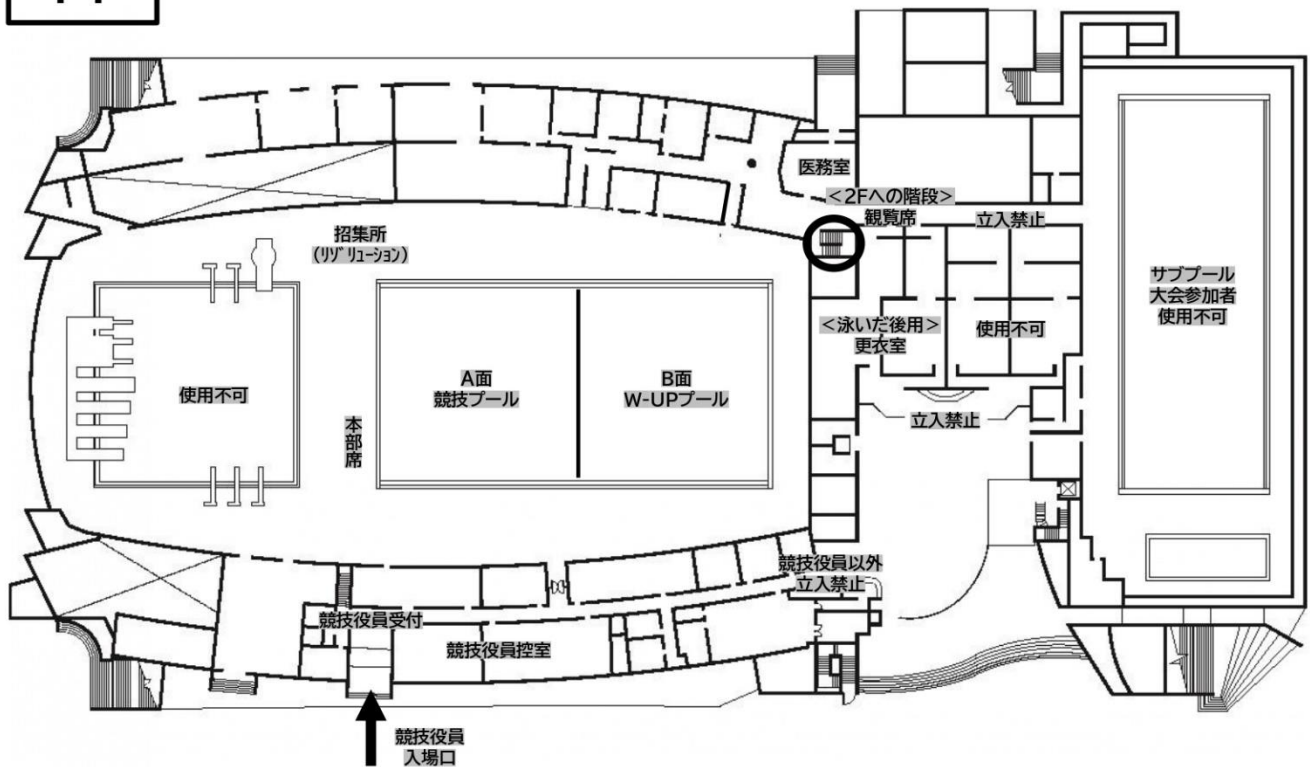 医務室
<2Fへの階段>
観覧席
立入禁止
招集所
(ﾘｿﾞﾘｭｰｼｮﾝ)
サブプール
大会参加者
使用不可
<泳いだ後用>
更衣室
使用不可
使用不可
A面
競技プール
B面
W-UPプール
本部席
立入禁止
競技役員以外
立入禁止
競技役員受付
競技役員控室
競技役員
入場口